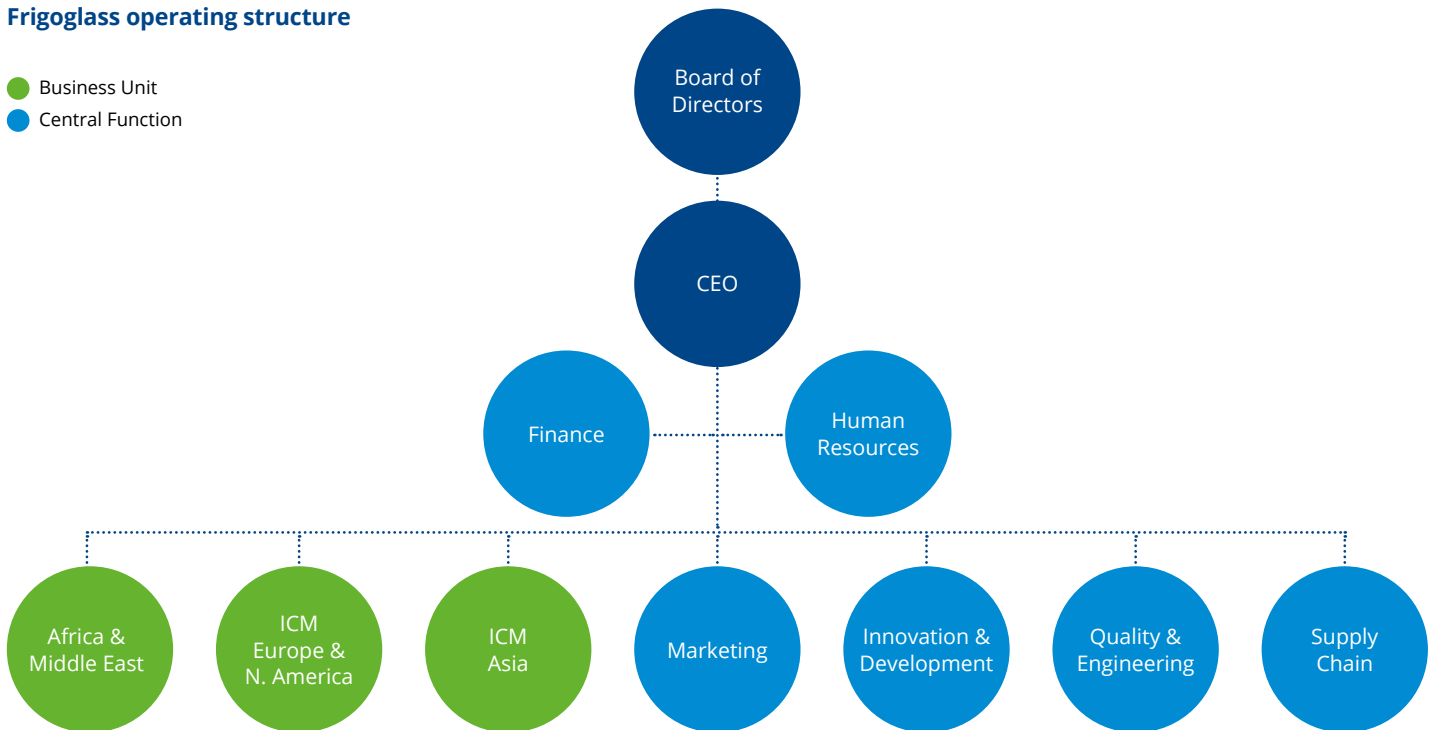 Frigoglass operating structure
Business Unit
Central Function
Board of
Directors
CEO
Finance
Human
Resources
Africa &
Middle East
ICM
Europe &
N. America
ICM
Asia
Marketing
Innovation &
Development
Quality &
Engineering
Supply
Chain